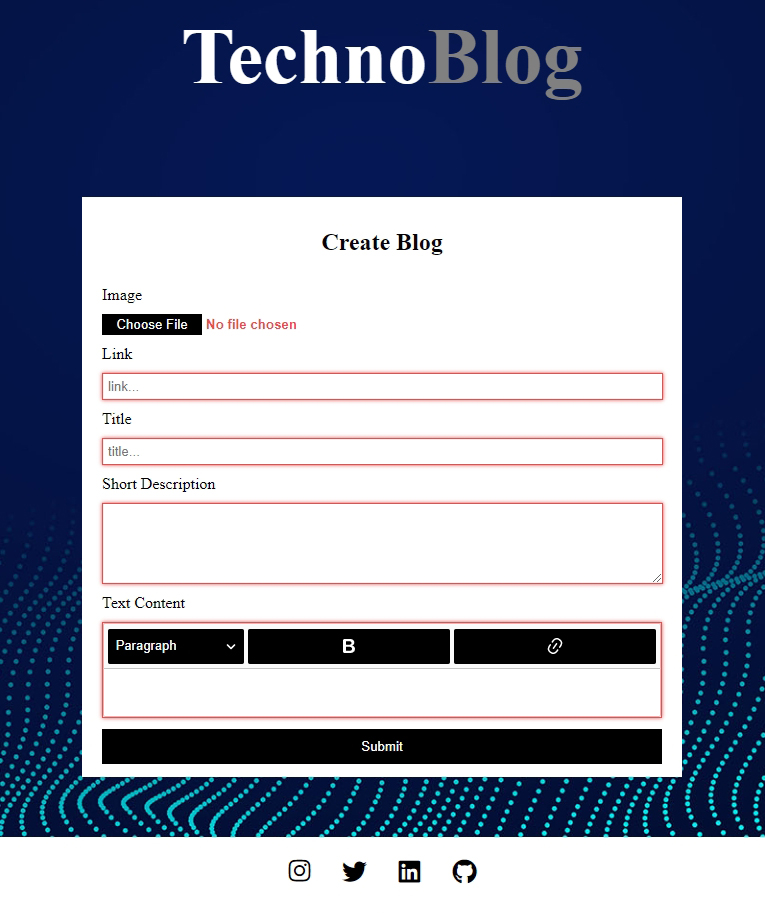 TechnoBlog
Create Blog
Image
Choose File No file chosen
Link
link...
Title
title...
Short Description
Text Content
Paragraph B
Submit